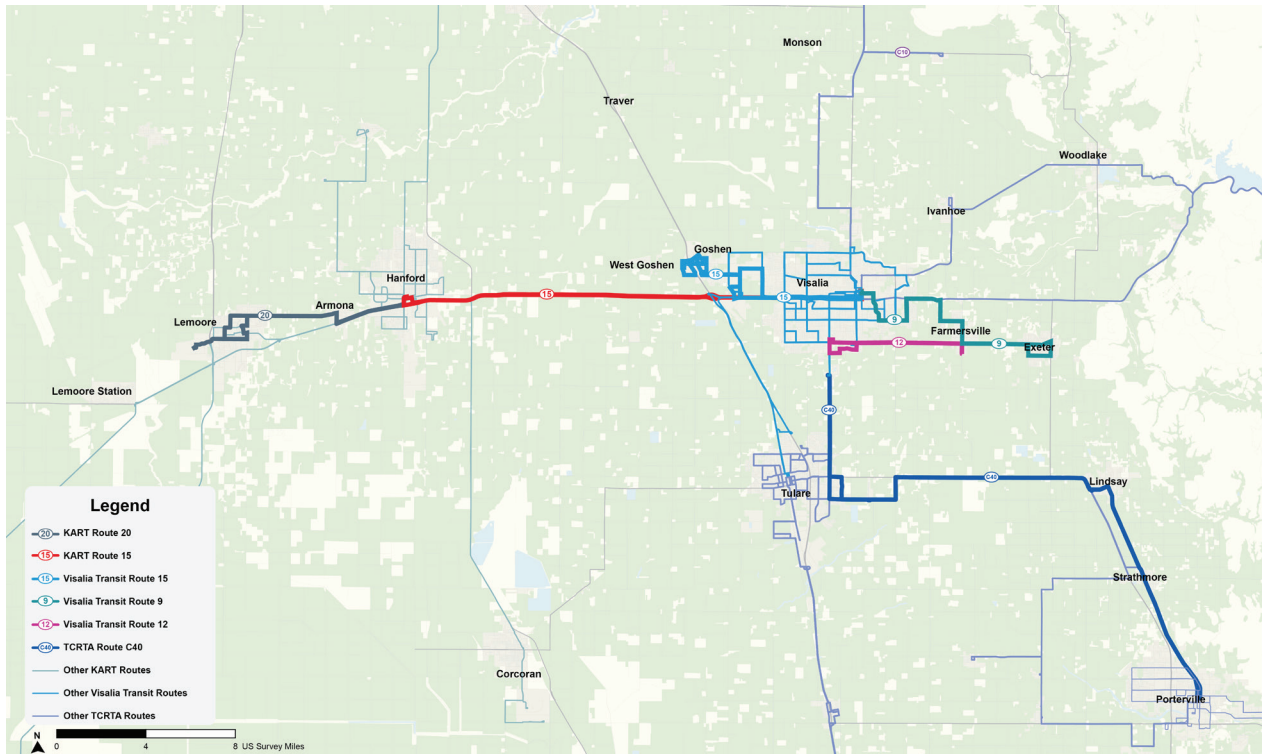 Monson
C10
Traver
Woodlake
Ivanhoe
Goshen
West Goshen
15
Visalia
Hanford
15
15
Armona
20
Lemoore
9
Farmersville
12
9
Exeter
Lemoore Station
C40
C40
Lindsay
Tulare
Strathmore
Corcoran
Porterville
Legend
20 KART Route 20
15 KART Route 15
15 Visalia Transit Route 15
9 Visalia Transit Route 9
12 Visalia Transit Route 12
C40 TCRTA Route C40
Other KART Routes
Other Visalia Transit Routes
Other TCRTA Routes
N
0 4 8 US Survey Miles